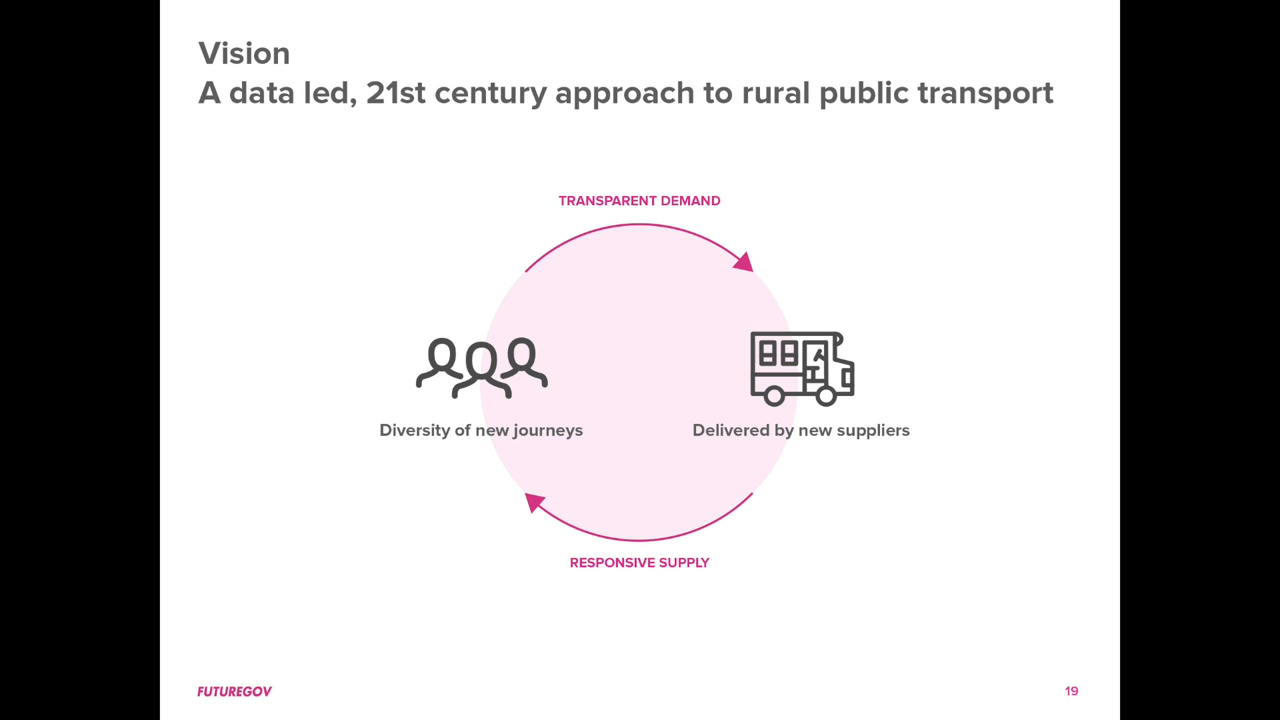 Vision
A data led, 21st century approach to rural public transport
TRANSPARENT DEMAND
Diversity of new journeys
Delivered by new suppliers
RESPONSIVE SUPPLY
FUTUREGOV
19